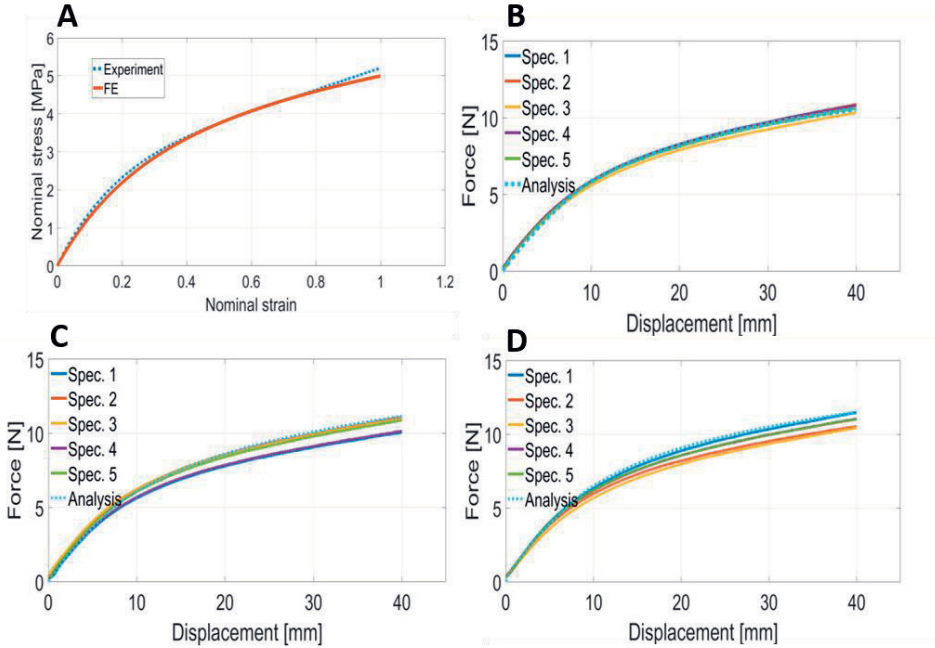 A
Nominal stress [MPa]
6
5
4
3
2
1
0
Experiment
FE
0.2
0.4
0.6
0.8
1
1.2
Nominal strain
B
Force [N]
15
10
5
0
Spec. 1
Spec. 2
Spec. 3
Spec. 4
Spec. 5
Analysis
0
10
20
30
40
Displacement [mm]
C
Force [N]
15
10
5
0
Spec. 1
Spec. 2
Spec. 3
Spec. 4
Spec. 5
Analysis
0
10
20
30
40
Displacement [mm]
D
Force [N]
15
10
5
0
Spec. 1
Spec. 2
Spec. 3
Spec. 4
Spec. 5
Analysis
0
10
20
30
40
Displacement [mm]